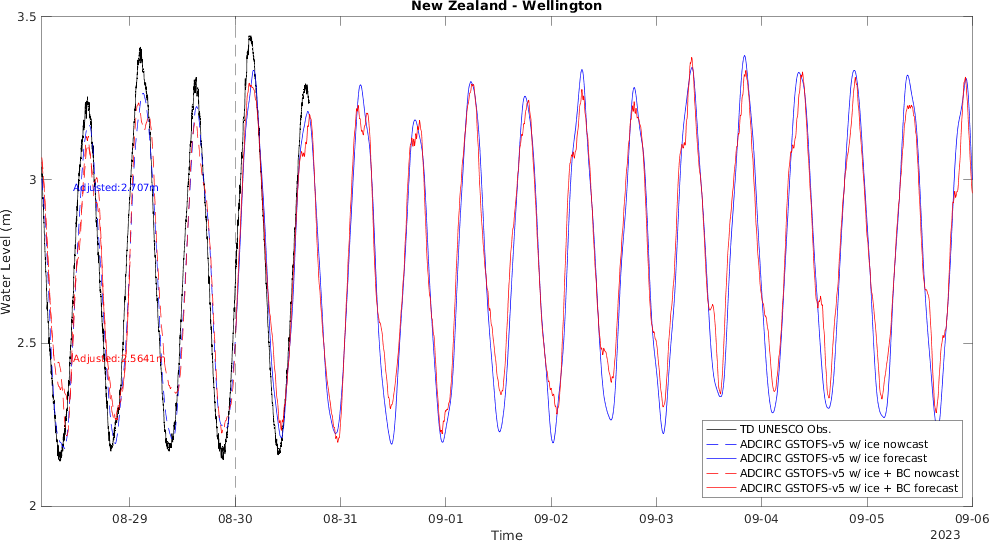 New Zealand - Wellington
3.5
3
2.5
2
Water Level (m)
Adjusted:2.707m
Adjusted:2.5641m
TD UNESCO Obs.
ADCIRC GSTOFS-v5 w/ ice nowcast
ADCIRC GSTOFS-v5 w/ ice forecast
ADCIRC GSTOFS-v5 w/ ice + BC nowcast
ADCIRC GSTOFS-v5 w/ ice + BC forecast
08-29 08-30 08-31 09-01 09-02 09-03 09-04 09-05 09-06
Time
2023